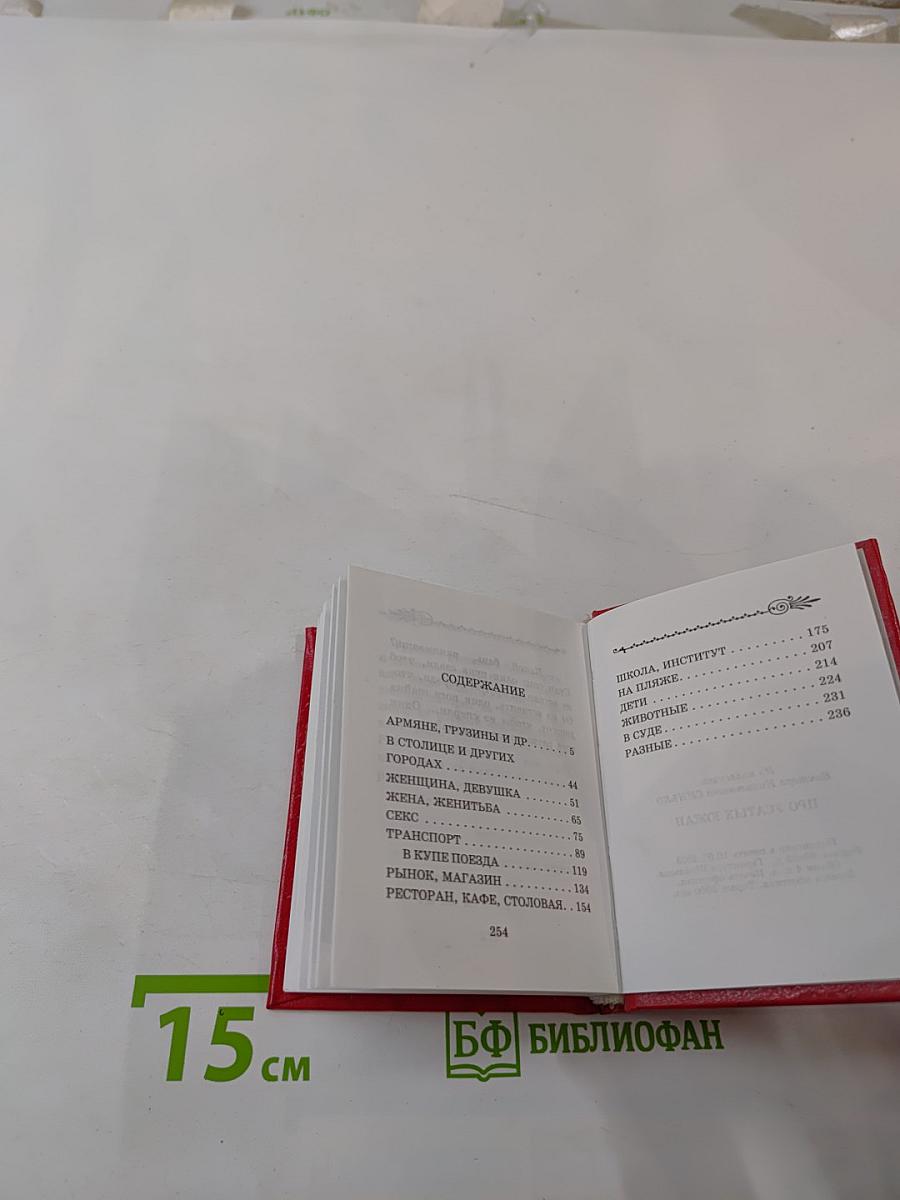 СОДЕРЖАНИЕ
АРМЯНЕ, ГРУЗИНЫ И ДР. . . . . . 5
В СТОЛИЦЕ И ДРУГИХ
ГОРОДАХ . . . . . . . . . . . . . . . . 44
ЖЕНЩИНА, ДЕВУШКА . . . . . . 51
ЖЕНА, ЖЕНИТЬБА . . . . . . . . . 65
СЕКС . . . . . . . . . . . . . . . . . . . 75
ТРАНСПОРТ . . . . . . . . . . . . . . 89
В КУПЕ ПОЕЗДА . . . . . . . . . 119
РЫНОК, МАГАЗИН . . . . . . . . . 134
РЕСТОРАН, КАФЕ, СТОЛОВАЯ. . 154
254
ШКОЛА, ИНСТИТУТ . . . . . . . . . 175
НА ПЛЯЖЕ. . . . . . . . . . . . . . . . 207
ДЕТИ . . . . . . . . . . . . . . . . . . . 214
ЖИВОТНЫЕ . . . . . . . . . . . . . . . 224
В СУДЕ. . . . . . . . . . . . . . . . . . 231
РАЗНЫЕ. . . . . . . . . . . . . . . . . . 236
15 см
БФ БИБЛИОФАН